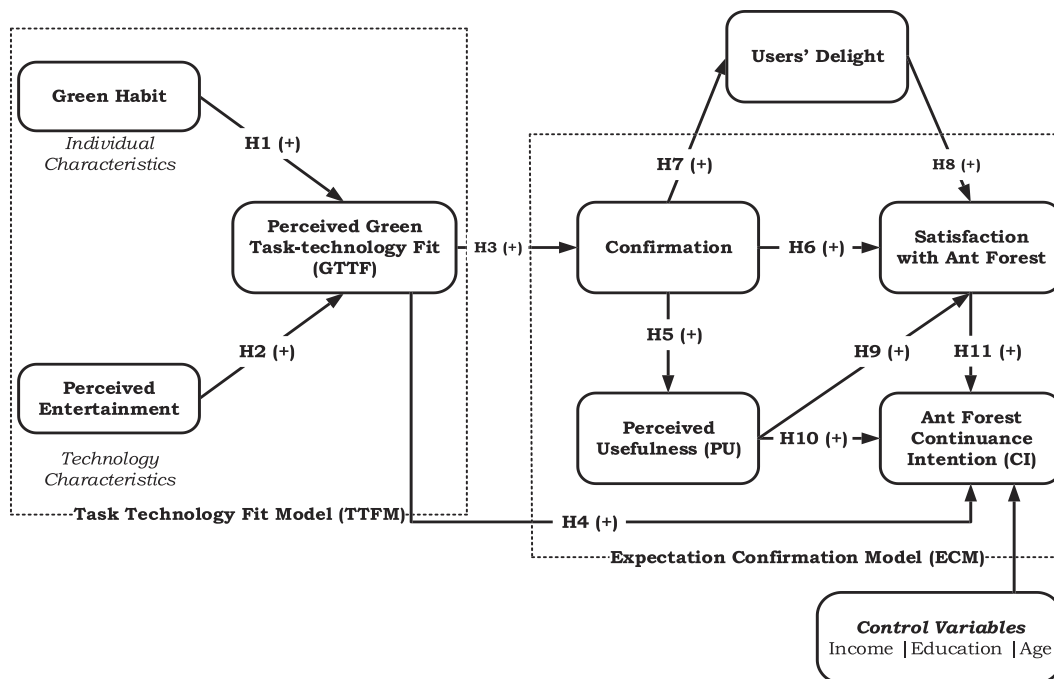 Users’ Delight
Green Habit
Individual
Characteristics
H1 (+)
H7 (+)
H8 (+)
Perceived Green
Task-technology Fit
(GTTF)
H3 (+)
Confirmation
H6 (+)
Satisfaction
with Ant Forest
H2 (+)
H5 (+)
H9 (+)
H11 (+)
Perceived
Entertainment
Technology
Characteristics
Perceived
Usefulness (PU)
H10 (+)
Ant Forest
Continuance
Intention (CI)
Task Technology Fit Model (TTFM)
H4 (+)
Expectation Confirmation Model (ECM)
Control Variables
Income |Education |Age